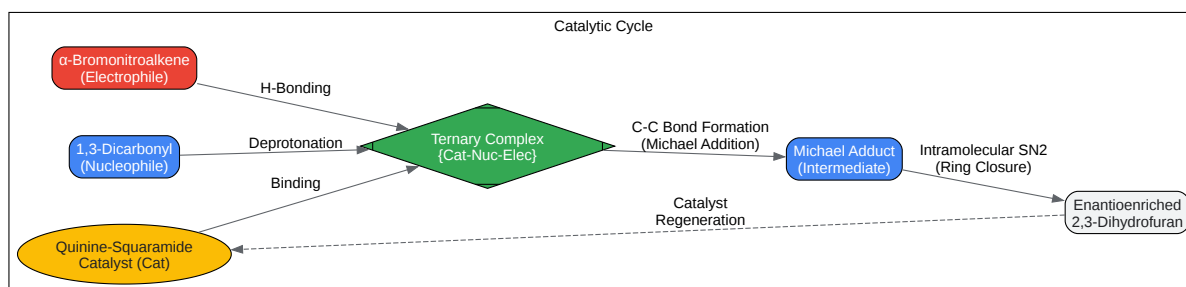 Catalytic Cycle
α-Bromonitroalkene
(Electrophile)
H-Bonding
1,3-Dicarbonyl
(Nucleophile)
Deprotonation
Ternary Complex
{Cat-Nuc-Elec}
C-C Bond Formation
(Michael Addition)
Michael Adduct
(Intermediate)
Intramolecular SN2
(Ring Closure)
Binding
Catalyst
Regeneration
Enantioenriched
2,3-Dihydrofuran
Quinine-Squaramide
Catalyst (Cat)